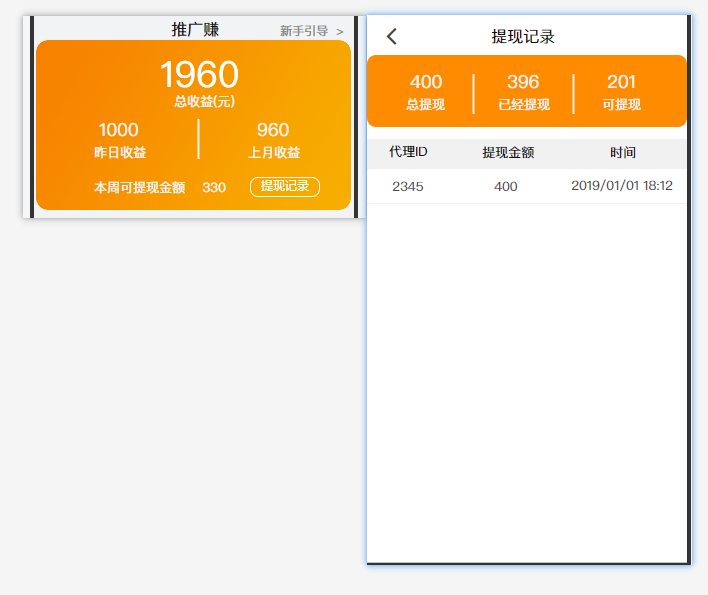 推广赚 新手引导 >
1960
总收益(元)
1000 960
昨日收益 上月收益
本周可提现金额 330 提现记录
提现记录
400 396 201
总提现 已经提现 可提现
代理ID 提现金额 时间
2345 400 2019/01/01 18:12